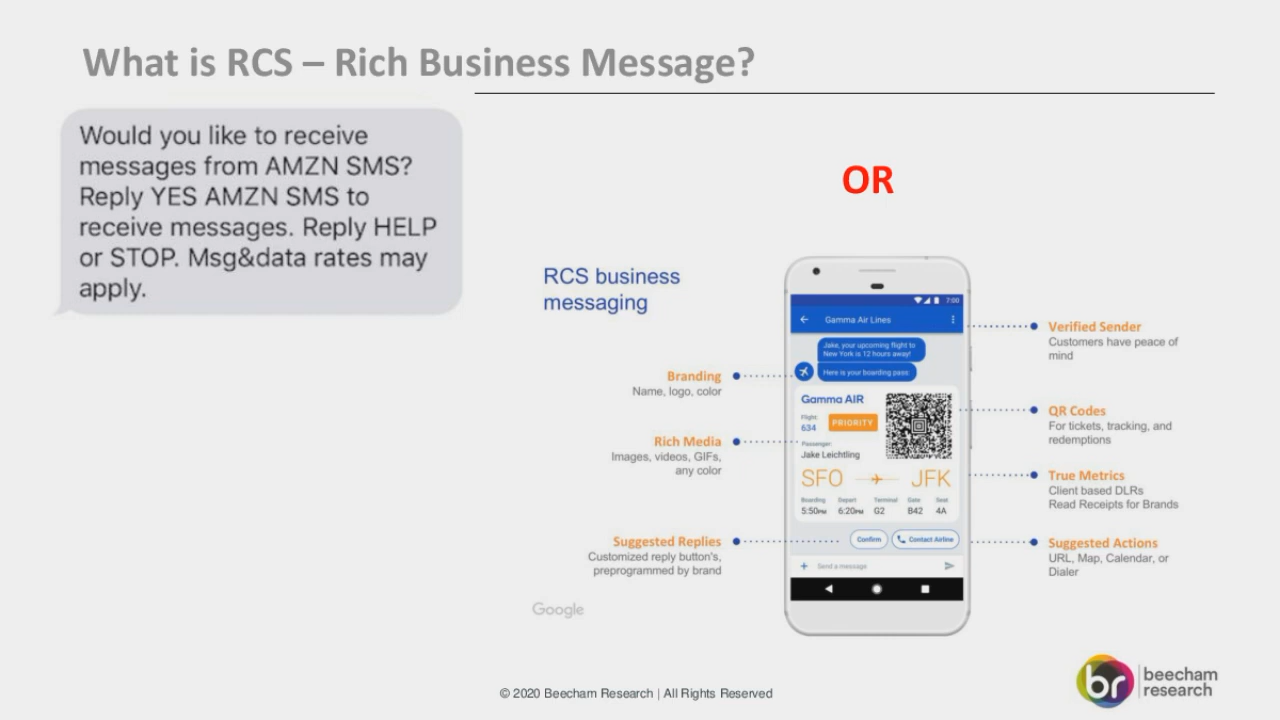 What is RCS – Rich Business Message?
Would you like to receive
messages from AMZN SMS?
Reply YES AMZN SMS to
receive messages. Reply HELP
or STOP. Msg&data rates may
apply.
OR
RCS business
messaging
Branding
Name, logo, color
Rich Media
Images, videos, GIFs,
any color
Suggested Replies
Customized reply button's,
preprogrammed by brand
Google
7:00
Gamma Air Lines
Jake, your upcoming flight to
New York is 12 hours away!
Here is your boarding pass:
Gamma AIR
Flight:
634
PRIORITY
Passenger:
Jake Leichtling
SFO JFK
Boarding Depart Terminal Gate Seat
5:50PM 6:20PM G2 B42 4A
Confirm Contact Airline
+ Send a message
Verified Sender
Customers have peace of
mind
QR Codes
For tickets, tracking, and
redemptions
True Metrics
Client based DLRs
Read Receipts for Brands
Suggested Actions
URL, Map, Calendar, or
Dialer
© 2020 Beecham Research | All Rights Reserved
br
beecham
research